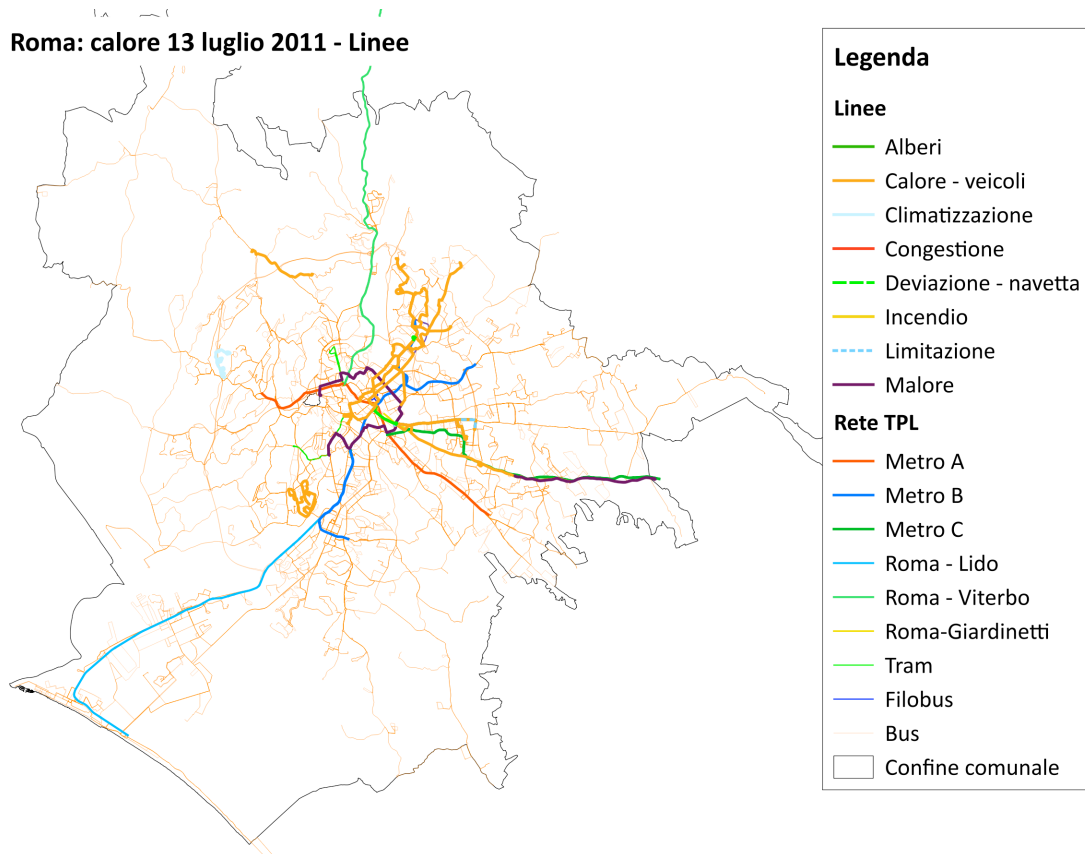 Roma: calore 13 luglio 2011 - Linee
Legenda
Linee
Alberi
Calore - veicoli
Climatizzazione
Congestione
Deviazione - navetta
Incendio
Limitazione
Malore
Rete TPL
Metro A
Metro B
Metro C
Roma - Lido
Roma - Viterbo
Roma-Giardinetti
Tram
Filobus
Bus
Confine comunale